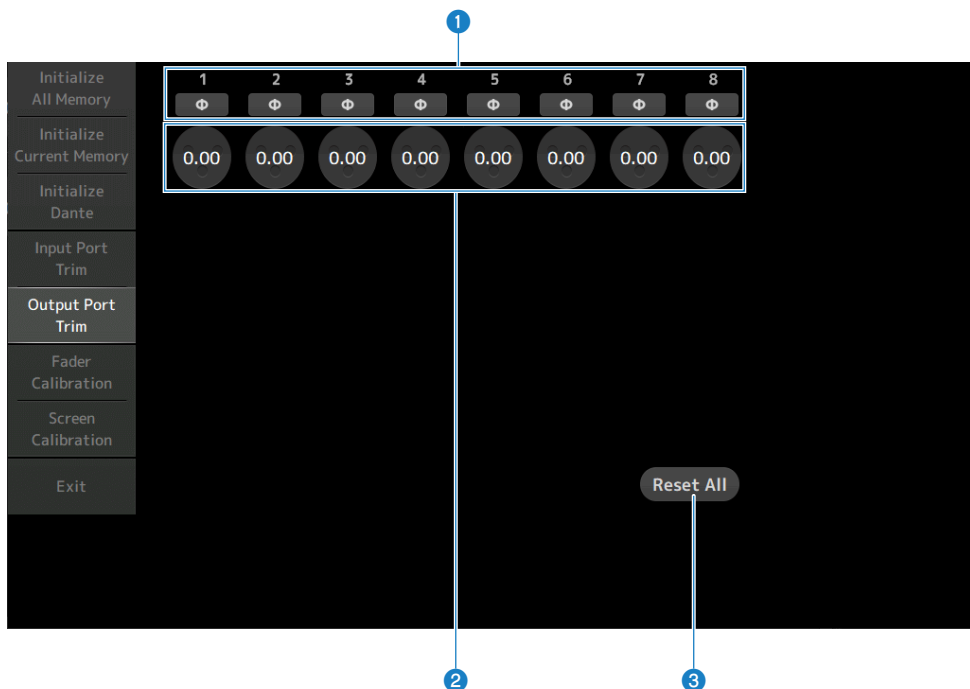 1
Initialize
All Memory
Initialize
Current Memory
Initialize
Dante
Input Port
Trim
Output Port
Trim
Fader
Calibration
Screen
Calibration
Exit
1 2 3 4 5 6 7 8
Φ Φ Φ Φ Φ Φ Φ Φ
0.00 0.00 0.00 0.00 0.00 0.00 0.00 0.00
Reset All
2 3